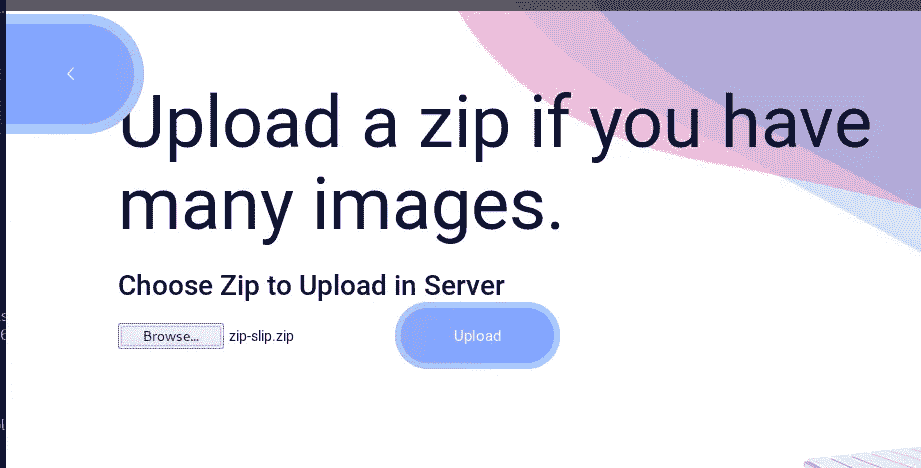 Upload a zip if you have
many images.
Choose Zip to Upload in Server
Browse... zip-slip.zip Upload